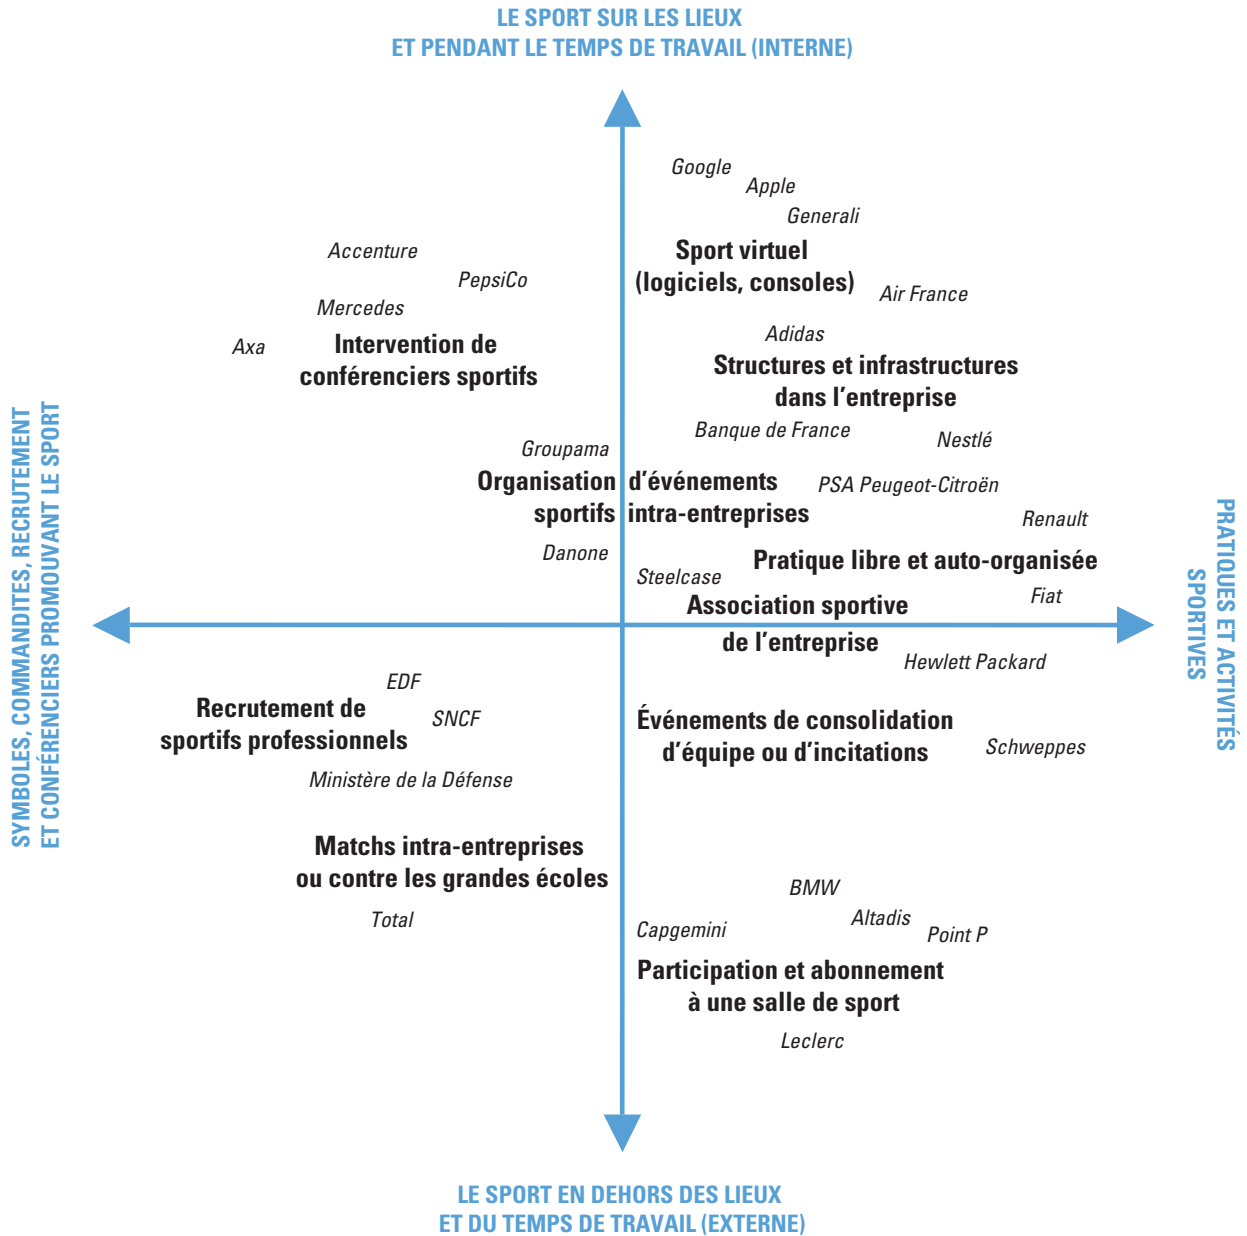 LE SPORT SUR LES LIEUX
ET PENDANT LE TEMPS DE TRAVAIL (INTERNE)
Google
Apple
Generali
Accenture
Sport virtuel
(logiciels, consoles)
PepsiCo
Air France
Mercedes
Adidas
Axa
Intervention de
conférenciers sportifs
Structures et infrastructures
dans l’entreprise
Banque de France
Nestlé
Groupama
Organisation d’événements
sportifs intra-entreprises
PSA Peugeot-Citroën
Renault
Danone
Pratique libre et auto-organisée
Steelcase
Fiat
Association sportive
de l’entreprise
SYMBOLES, COMMANDITES, RECRUTEMENT
ET CONFÉRENCIERS PROMOUVANT LE SPORT
PRATIQUES ET ACTIVITÉS
SPORTIVES
Hewlett Packard
EDF
Recrutement de
sportifs professionnels
SNCF
Événements de consolidation
d’équipe ou d’incitations
Schweppes
Ministère de la Défense
Matchs intra-entreprises
ou contre les grandes écoles
BMW
Total
Capgemini
Altadis
Point P
Participation et abonnement
à une salle de sport
Leclerc
LE SPORT EN DEHORS DES LIEUX
ET DU TEMPS DE TRAVAIL (EXTERNE)